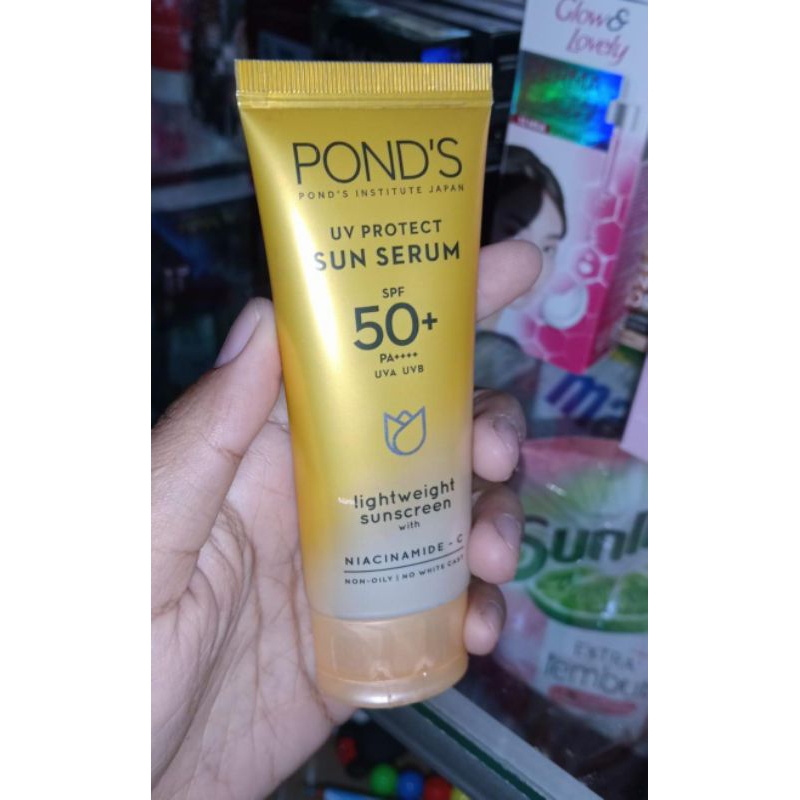 POND'S
POND'S INSTITUTE JAPAN
UV PROTECT
SUN SERUM
SPF
50+
PA++++
UVA UVB
lightweight
sunscreen
with
NIACINAMIDE - C
NON-OILY | NO WHITE CAST
Glow&
Lovely
EXTRA